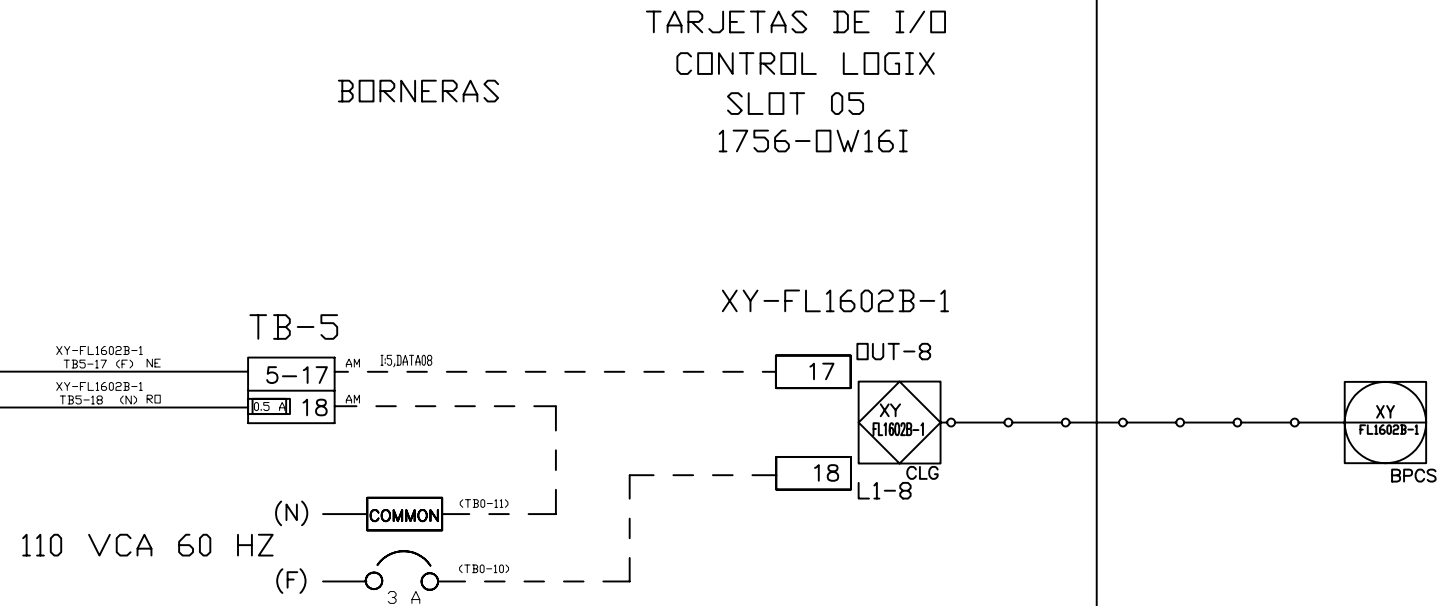 TARJETAS DE I/O
CONTROL LOGIX
SLOT 05
1756-OW16I
BORNERAS
XY-FL1602B-1
TB-5
XY-FL1602B-1
TB5-17 (F) NE
XY-FL1602B-1
TB5-18 (N) RO
5-17
AM
I:5,DATA08
0.5 A
18
AM
17
OUT-8
XY
FL1602B-1
CLG
18
L1-8
XY
FL1602B-1
BPCS
(N)
COMMON
(TB0-11)
110 VCA 60 HZ
(F)
3 A
(TB0-10)